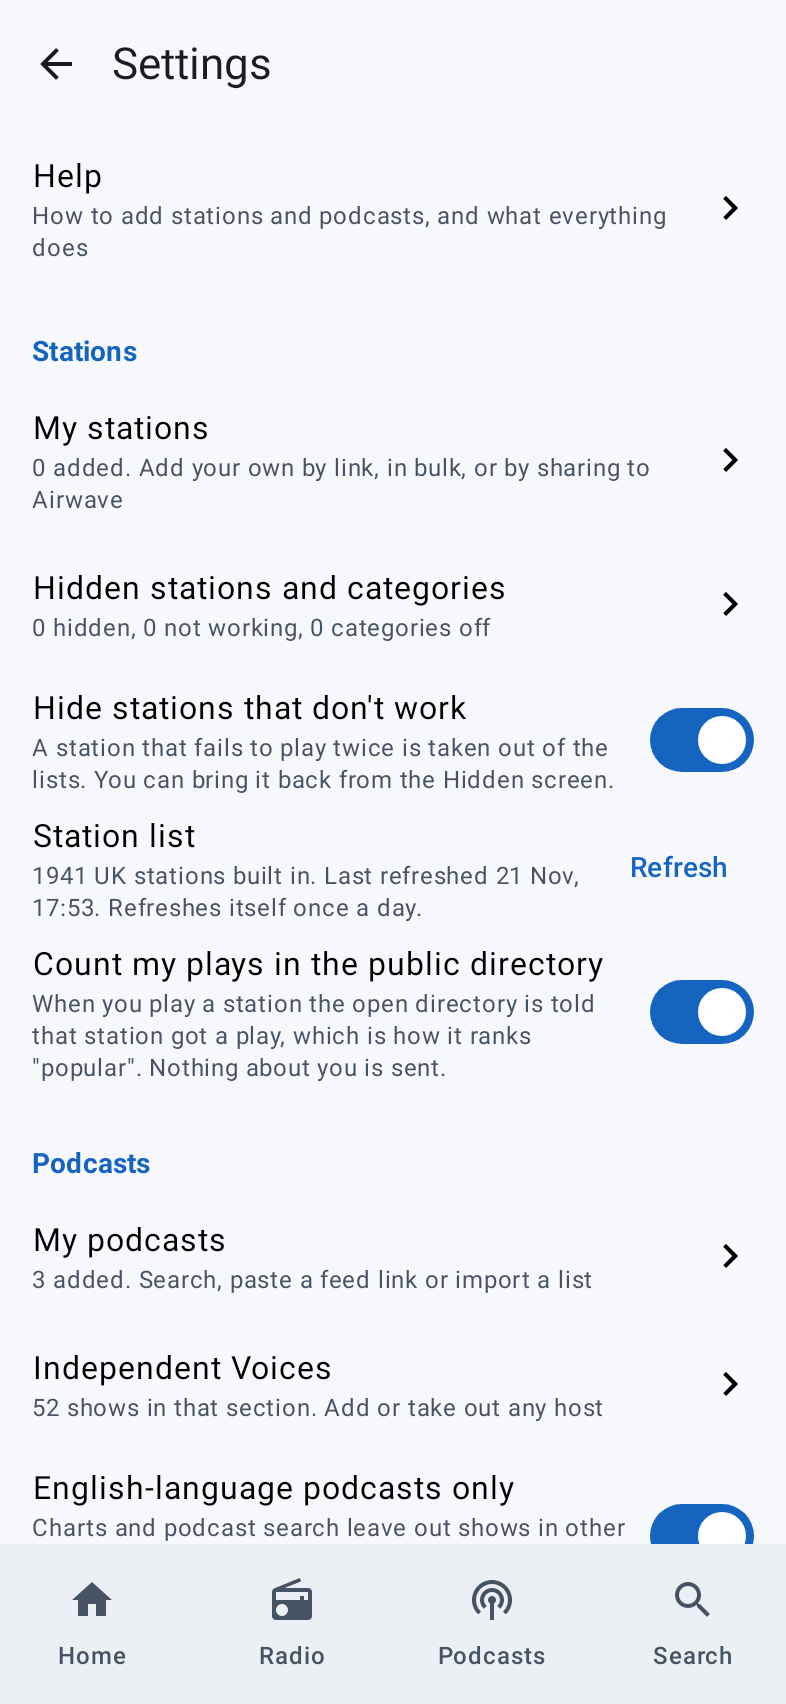 Settings
Help
How to add stations and podcasts, and what everything
does
Stations
My stations
0 added. Add your own by link, in bulk, or by sharing to
Airwave
Hidden stations and categories
0 hidden, 0 not working, 0 categories off
Hide stations that don't work
A station that fails to play twice is taken out of the
lists. You can bring it back from the Hidden screen.
Station list
1941 UK stations built in. Last refreshed 21 Nov,
17:53. Refreshes itself once a day.
Refresh
Count my plays in the public directory
When you play a station the open directory is told
that station got a play, which is how it ranks
"popular". Nothing about you is sent.
Podcasts
My podcasts
3 added. Search, paste a feed link or import a list
Independent Voices
52 shows in that section. Add or take out any host
English-language podcasts only
Charts and podcast search leave out shows in other
Home
Radio
Podcasts
Search